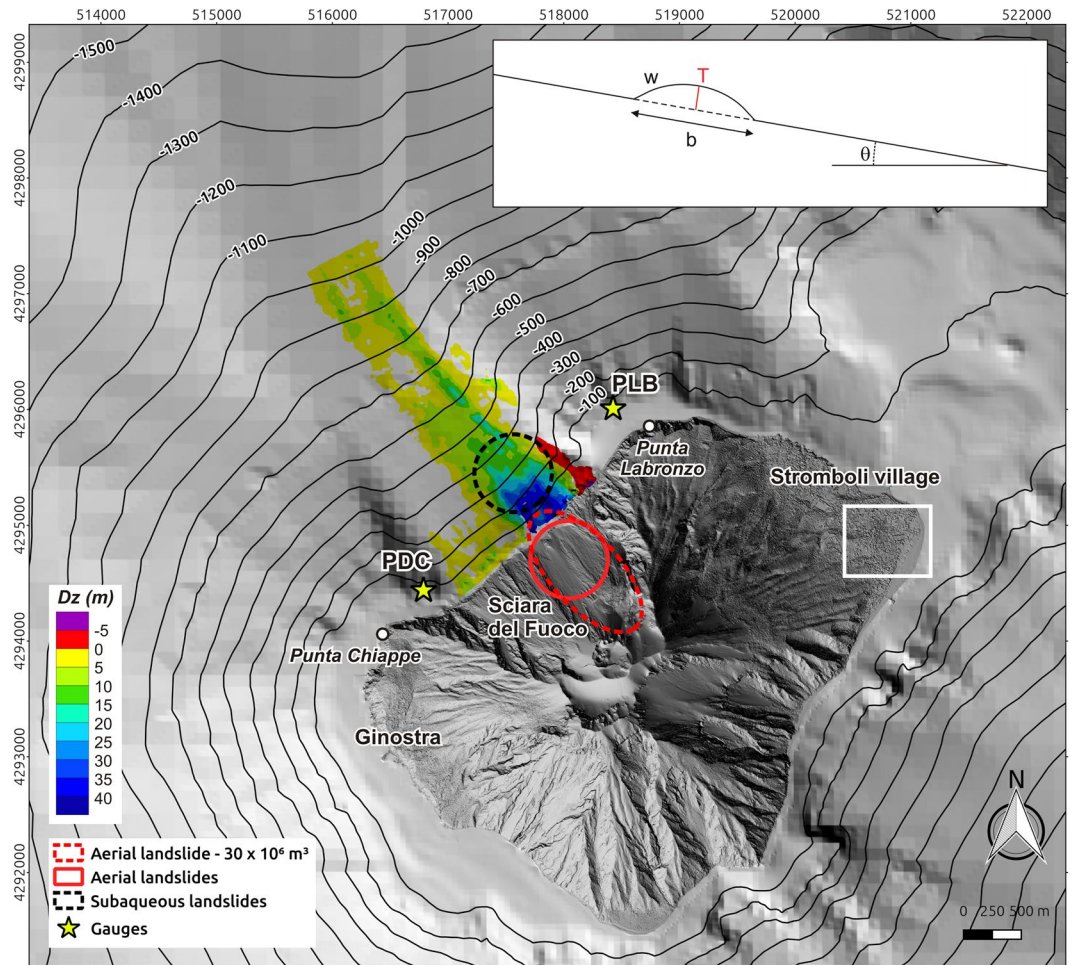 514000 515000 516000 517000 518000 519000 520000 521000 522000
4299000
4298000
4297000
4296000
4295000
4294000
4293000
4292000
w
T
b
θ
-1500
-1400
-1300
-1200
-1100
-1000
-900
-800
-700
-600
-500
-400
-300
-200
-100
PLB
Punta
Labronzo
Stromboli village
PDC
Sciara
del Fuoco
Punta Chiappe
Ginostra
Dz (m)
-5
0
5
10
15
20
25
30
35
40
Aerial landslide - 30 x 10⁶ m³
Aerial landslides
Subaqueous landslides
Gauges
N
0 250 500 m